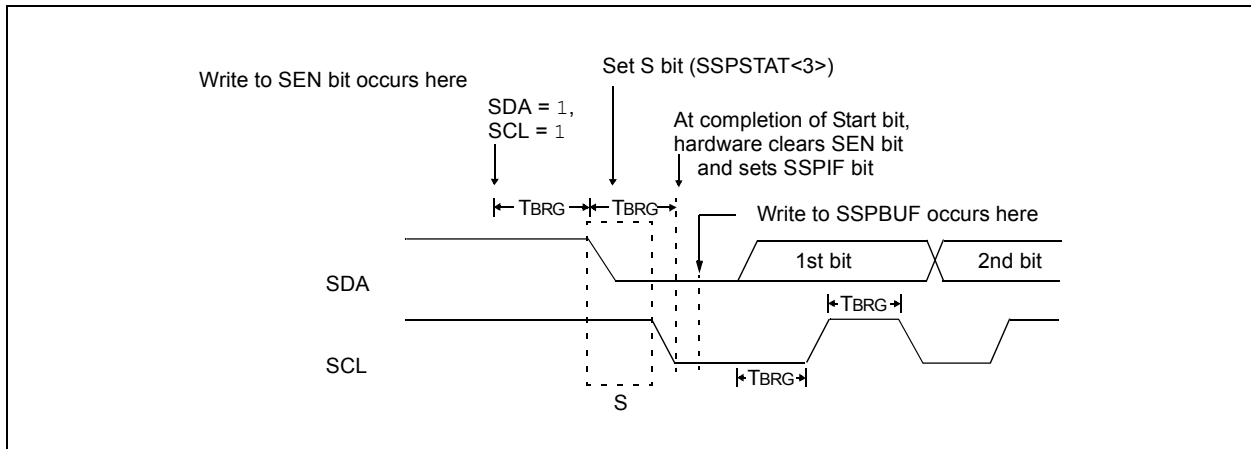 Write to SEN bit occurs here
Set S bit (SSPSTAT<3>)
SDA = 1,
SCL = 1
At completion of Start bit,
hardware clears SEN bit
and sets SSPIF bit
TBRG
TBRG
Write to SSPBUF occurs here
SDA
1st bit
2nd bit
TBRG
SCL
TBRG
S